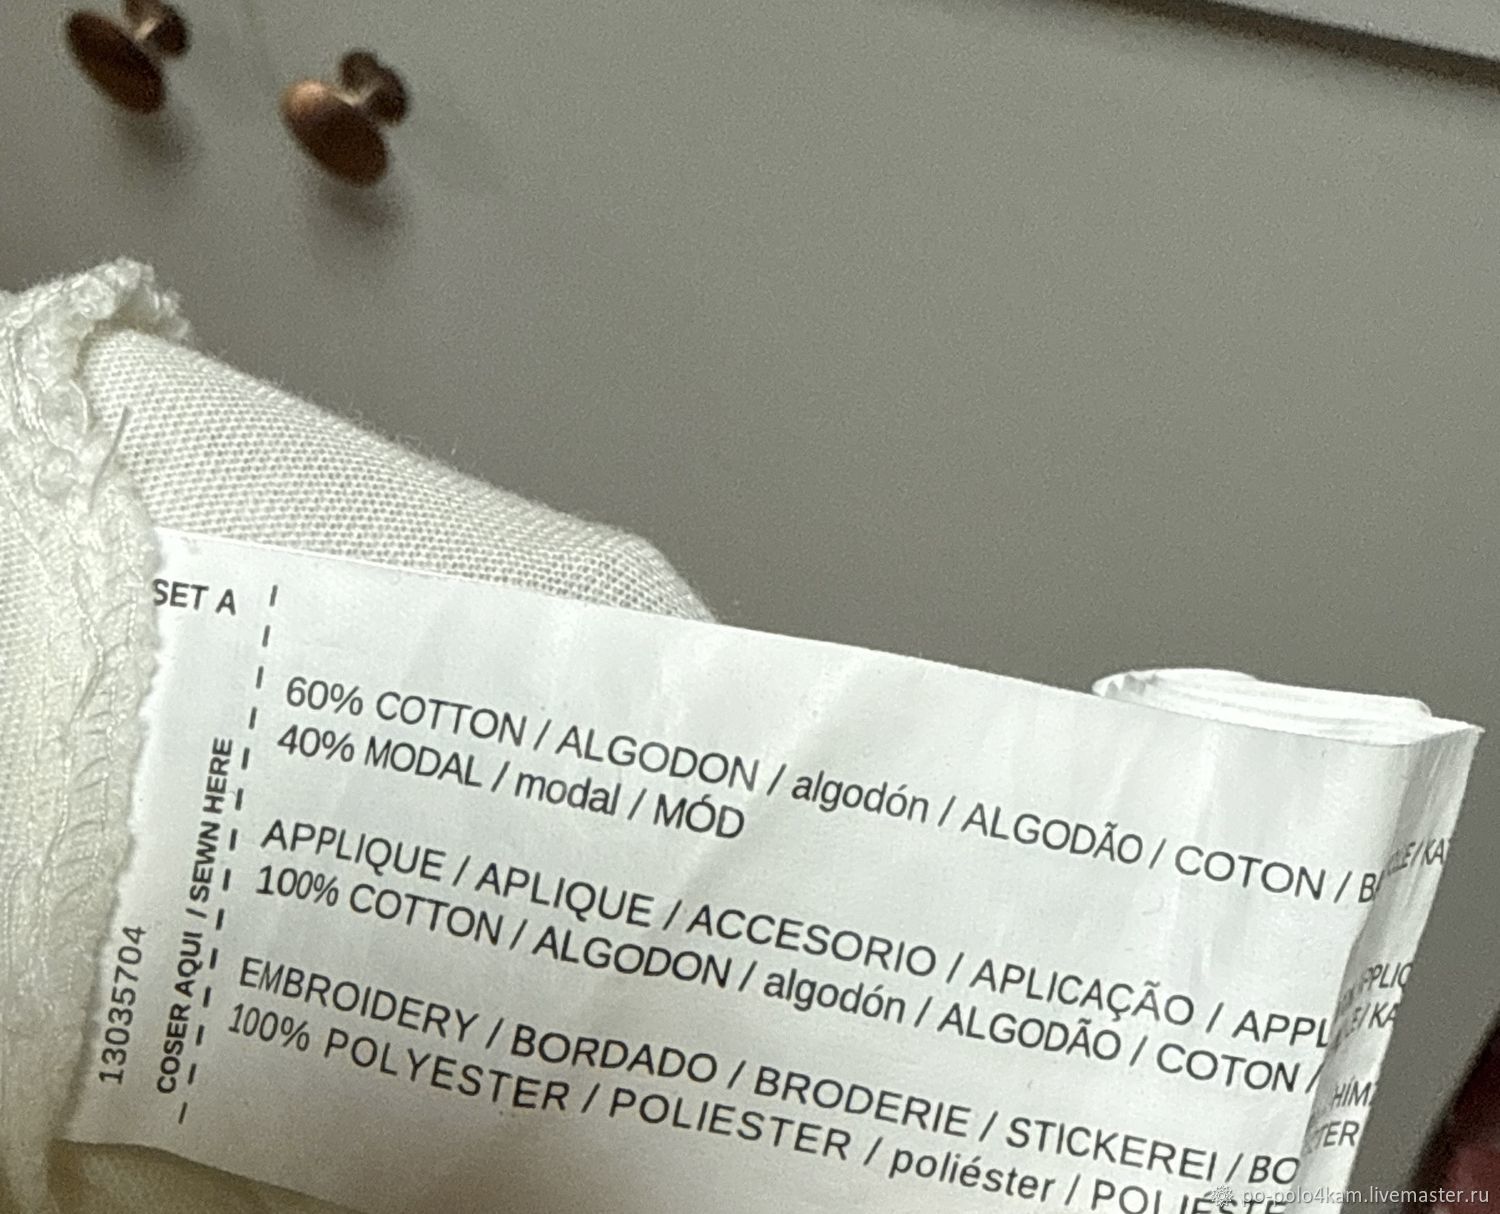 SET A
60% COTTON / ALGODON / algodón / ALGODÃO / COTON /
40% MODAL / modal / MÓD
APPLIQUE / APLIQUE / ACCESORIO / APLICAÇÃO / APPL
100% COTTON / ALGODON / algodón / ALGODÃO / COTON /
EMBROIDERY / BORDADO / BRODERIE / STICKEREI / BO
100% POLYESTER / POLIESTER / poliéster /
COSER AQUI / SEWN HERE
13035704
po-polo4kam.livemaster.ru